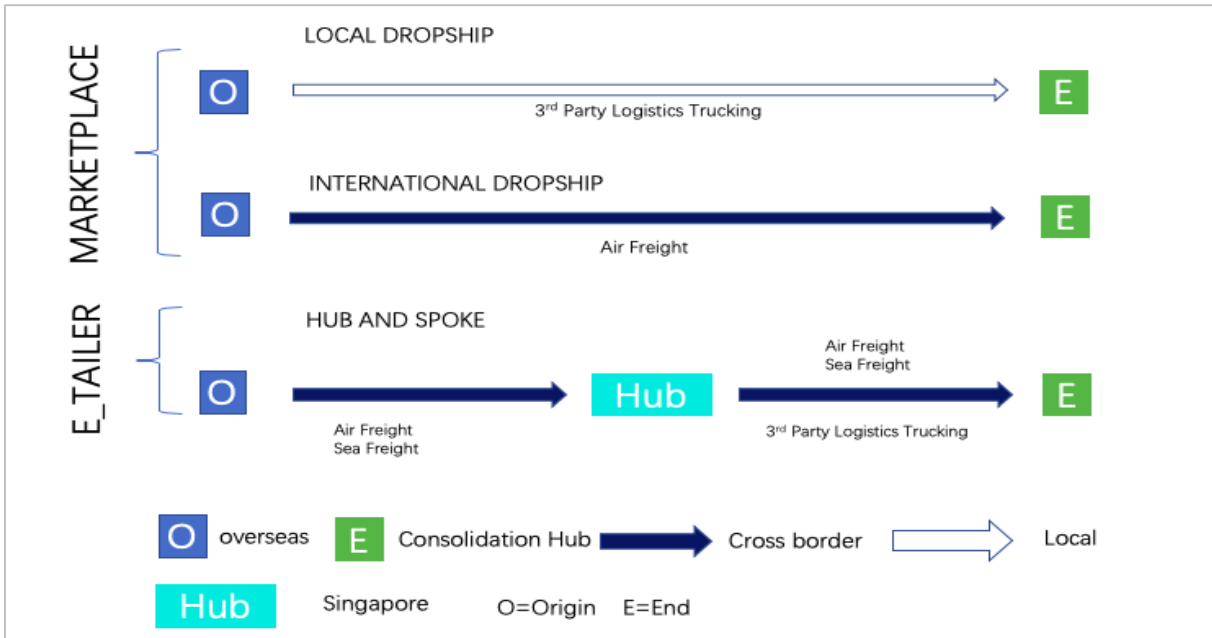 MARKETPLACE
LOCAL DROPSHIP
O
E
3rd Party Logistics Trucking
INTERNATIONAL DROPSHIP
O
E
Air Freight
E_TAILER
HUB AND SPOKE
Air Freight
Sea Freight
O
Hub
E
Air Freight
Sea Freight
3rd Party Logistics Trucking
O overseas E Consolidation Hub Cross border Local
Hub Singapore O=Origin E=End